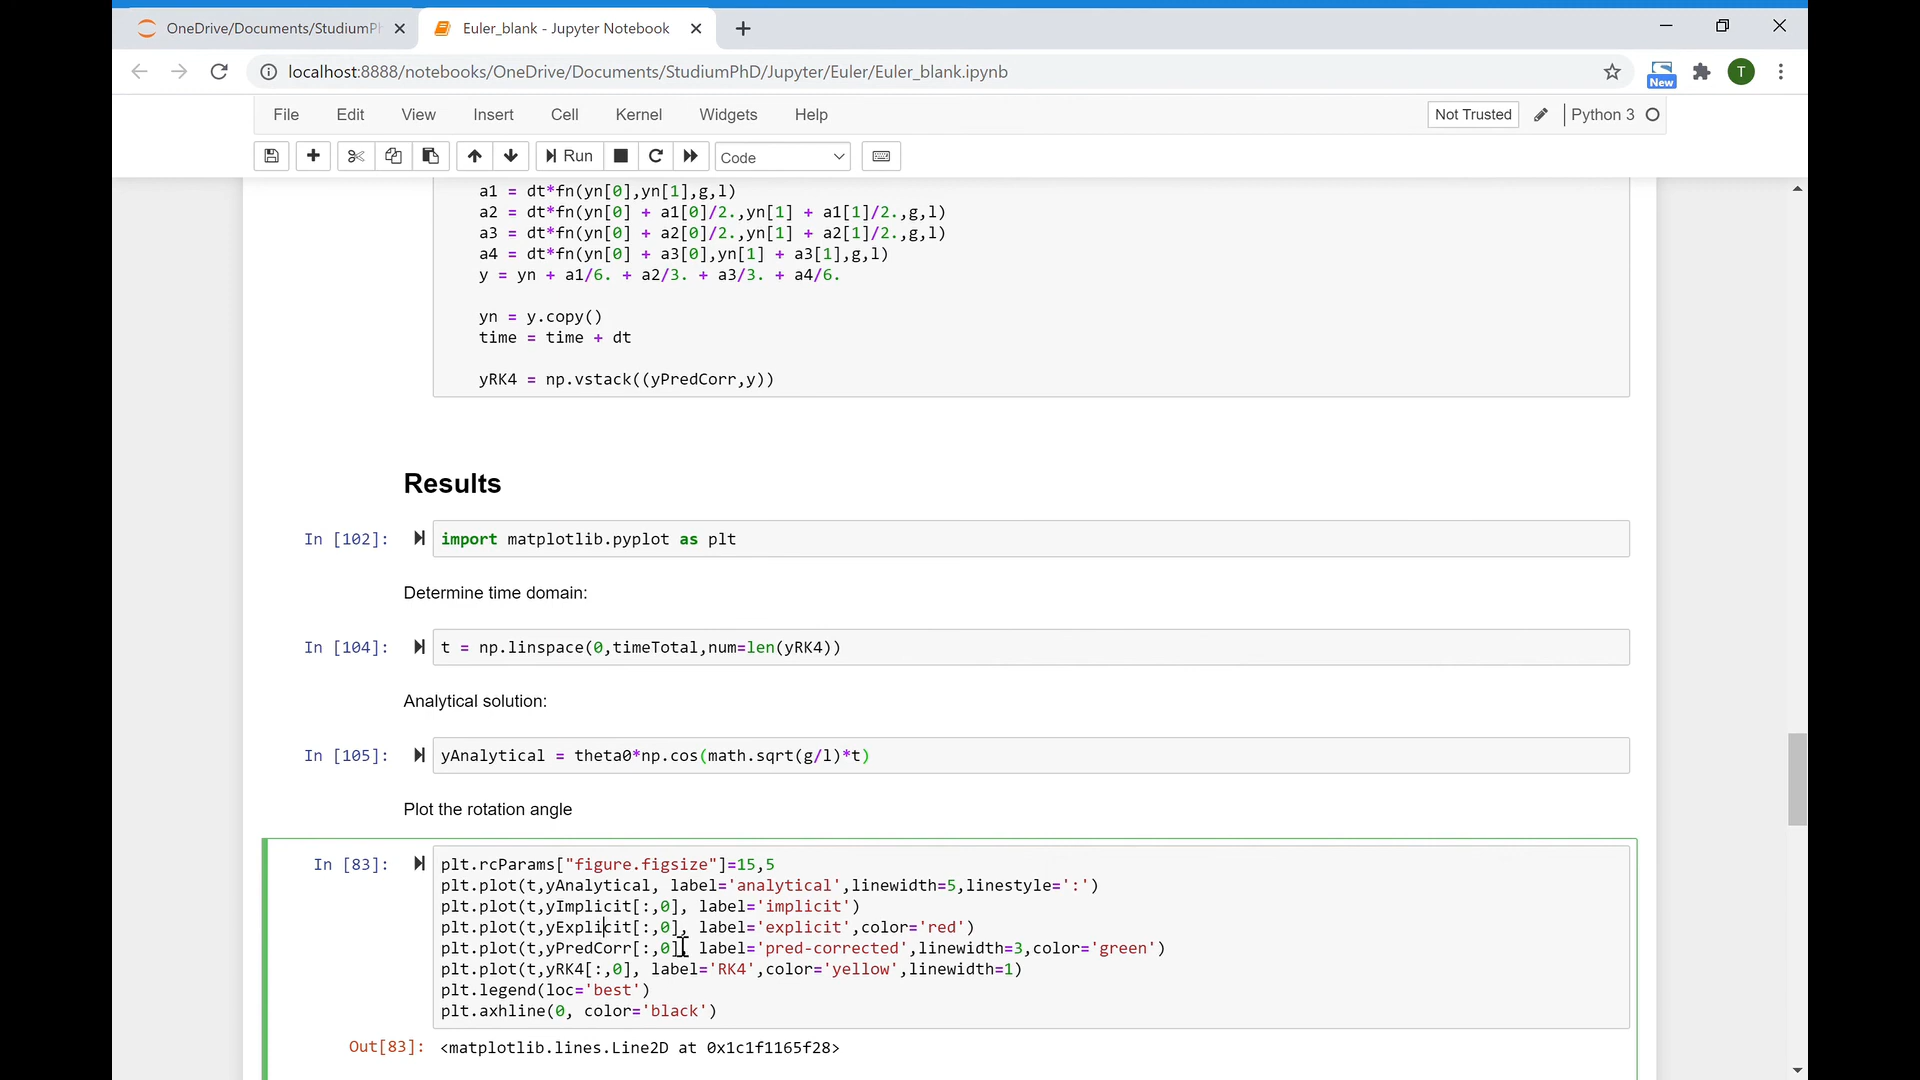 OneDrive/Documents/StudiumPh
Euler_blank - Jupyter Notebook
localhost:8888/notebooks/OneDrive/Documents/StudiumPhD/Jupyter/Euler/Euler_blank.ipynb
New
T
File Edit View Insert Cell Kernel Widgets Help
Not Trusted
Python 3
Run
Code
a1 = dt*fn(yn[0],yn[1],g,l)
a2 = dt*fn(yn[0] + a1[0]/2.,yn[1] + a1[1]/2.,g,l)
a3 = dt*fn(yn[0] + a2[0]/2.,yn[1] + a2[1]/2.,g,l)
a4 = dt*fn(yn[0] + a3[0],yn[1] + a3[1],g,l)
y = yn + a1/6. + a2/3. + a3/3. + a4/6.
yn = y.copy()
time = time + dt
yRK4 = np.vstack((yPredCorr,y))
Results
In [102]: import matplotlib.pyplot as plt
Determine time domain:
In [104]: t = np.linspace(0,timeTotal,num=len(yRK4))
Analytical solution:
In [105]: yAnalytical = theta0*np.cos(math.sqrt(g/l)*t)
Plot the rotation angle
In [83]: plt.rcParams["figure.figsize"]=15,5
plt.plot(t,yAnalytical, label='analytical',linewidth=5,linestyle=':')
plt.plot(t,yImplicit[:,0], label='implicit')
plt.plot(t,yExplicit[:,0], label='explicit',color='red')
plt.plot(t,yPredCorr[:,0], label='pred-corrected',linewidth=3,color='green')
plt.plot(t,yRK4[:,0], label='RK4',color='yellow',linewidth=1)
plt.legend(loc='best')
plt.axhline(0, color='black')
Out[83]: <matplotlib.lines.Line2D at 0x1c1f1165f28>